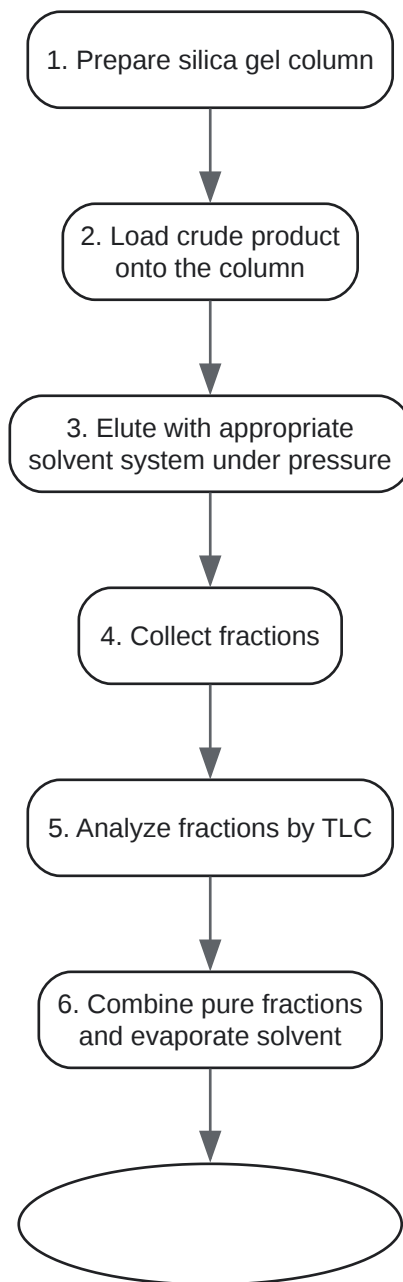 1. Prepare silica gel column
2. Load crude product
onto the column
3. Elute with appropriate
solvent system under pressure
4. Collect fractions
5. Analyze fractions by TLC
6. Combine pure fractions
and evaporate solvent